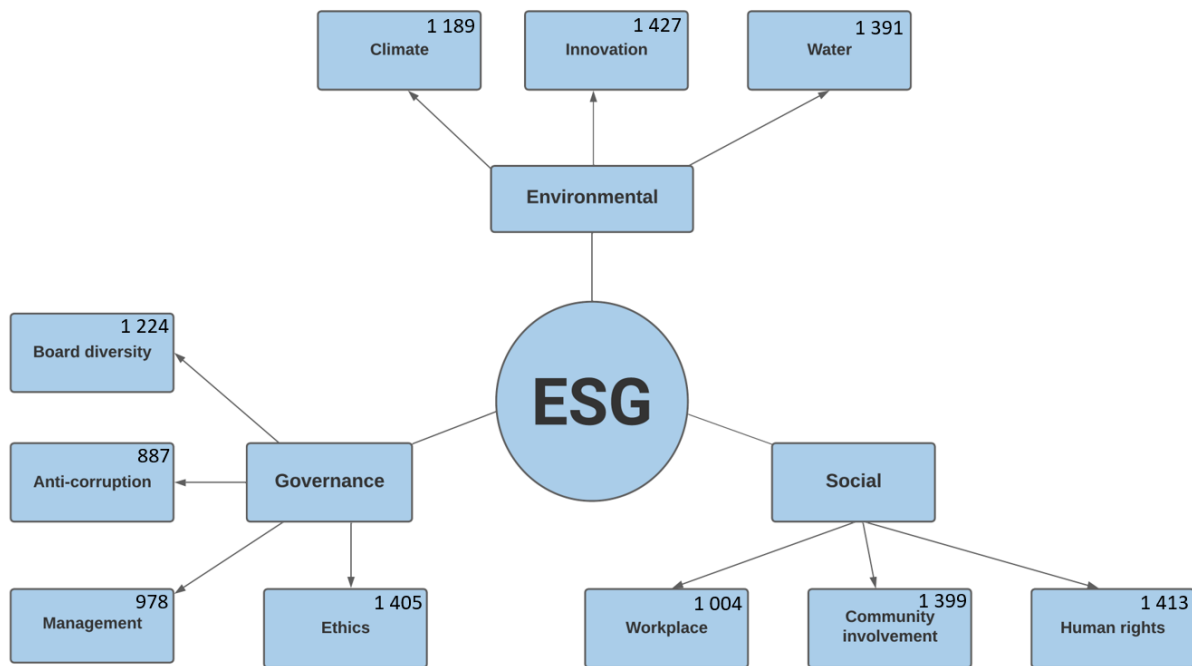 1 189
Climate
1 427
Innovation
1 391
Water
Environmental
ESG
1 224
Board diversity
887
Anti-corruption
Governance
978
Management
1 405
Ethics
Social
1 004
Workplace
1 399
Community
involvement
1 413
Human rights